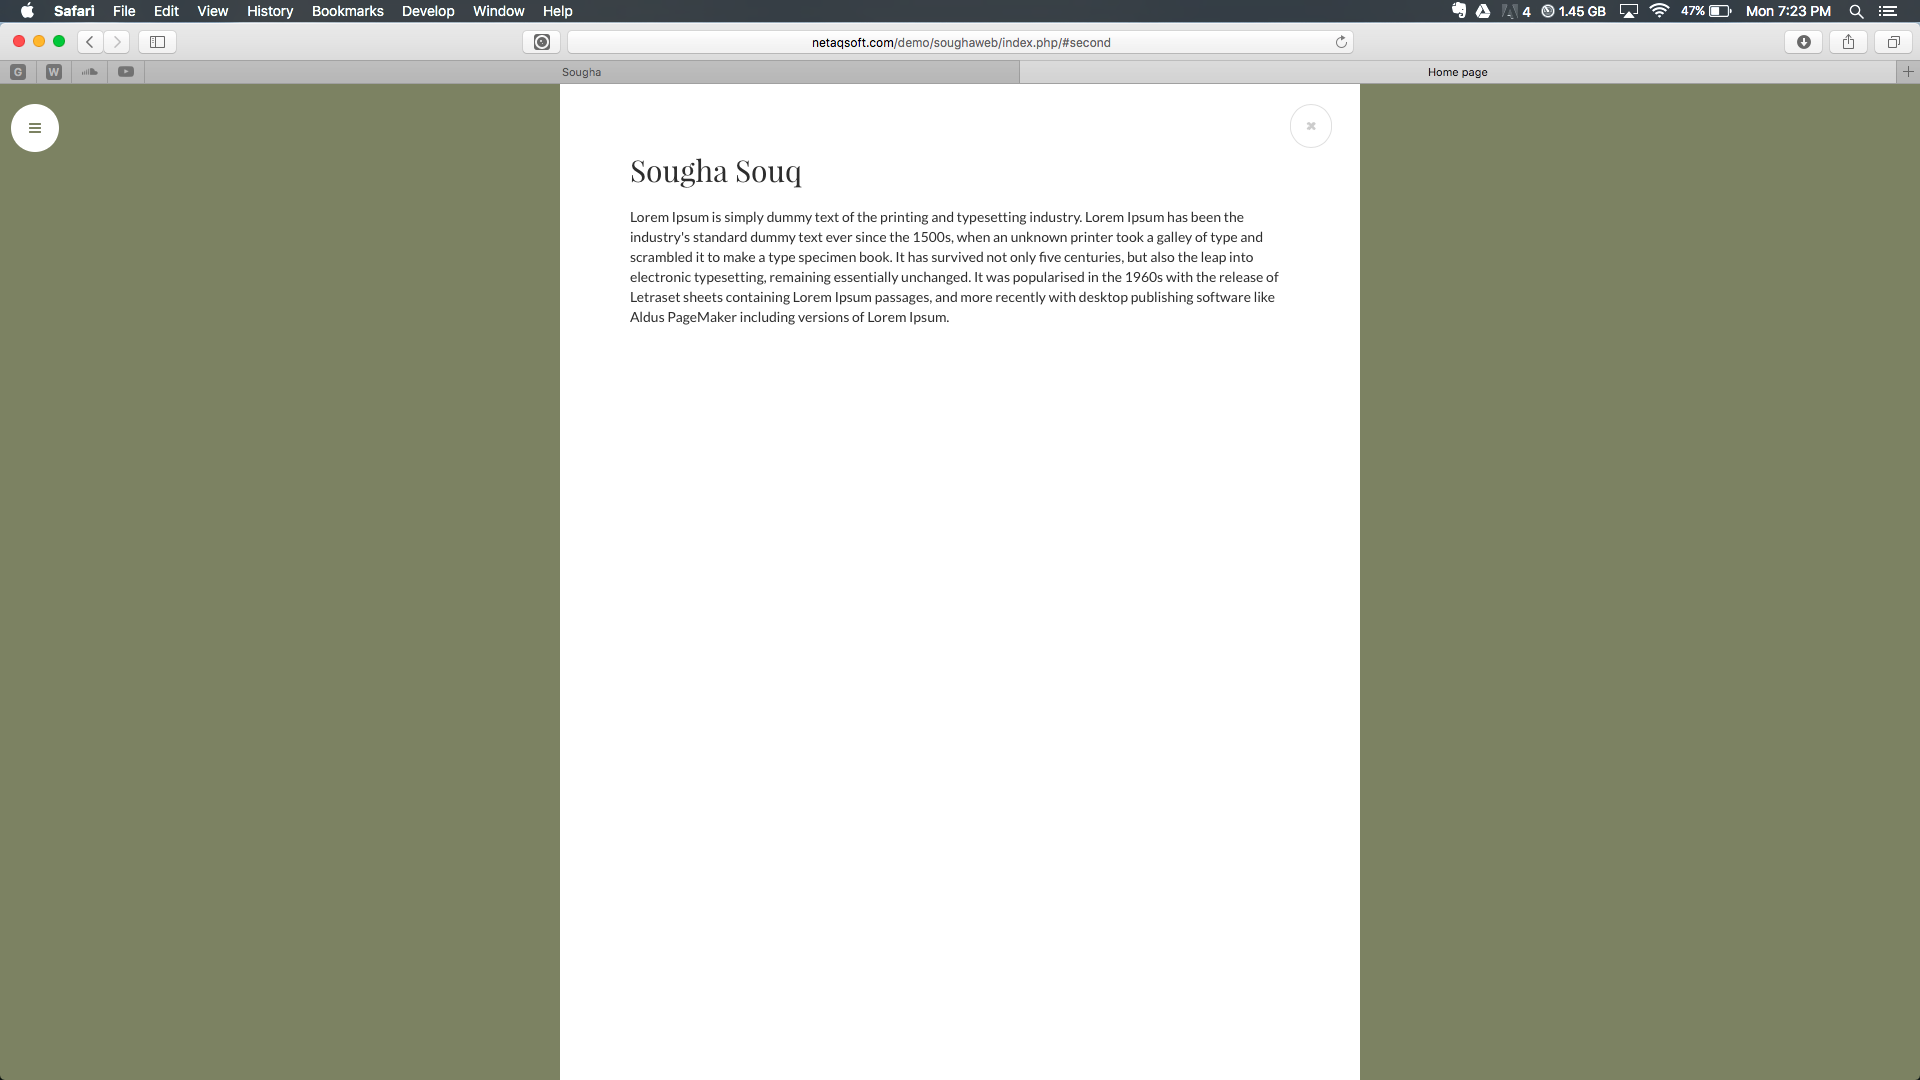 Safari File Edit View History Bookmarks Develop Window Help 4 1.45 GB 47% Mon 7:23 PM
netaqsoft.com/demo/soughaweb/index.php/#second
G W Sougha Home page
Sougha Souq
Lorem Ipsum is simply dummy text of the printing and typesetting industry. Lorem Ipsum has been the
industry's standard dummy text ever since the 1500s, when an unknown printer took a galley of type and
scrambled it to make a type specimen book. It has survived not only five centuries, but also the leap into
electronic typesetting, remaining essentially unchanged. It was popularised in the 1960s with the release of
Letraset sheets containing Lorem Ipsum passages, and more recently with desktop publishing software like
Aldus PageMaker including versions of Lorem Ipsum.